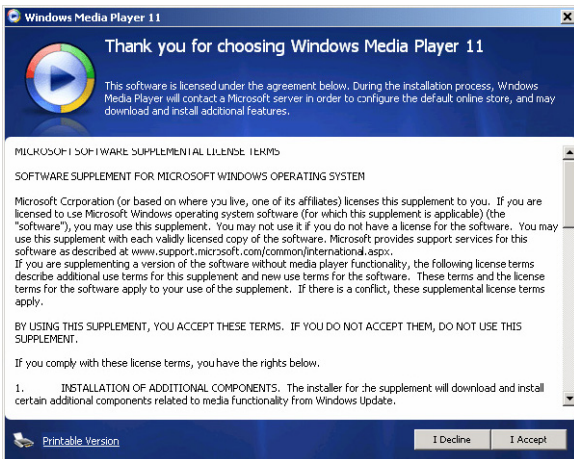 Windows Media Player 11
Thank you for choosing Windows Media Player 11
This software is licensed under the agreement below. During the installation process, Windows
Media Player will contact a Microsoft server in order to configure the default online store, and may
download and install additional features.
MICROSOFT SOFTWARE SUPPLEMENTAL LICENSE TERMS
SOFTWARE SUPPLEMENT FOR MICROSOFT WINDOWS OPERATING SYSTEM
Microsoft Corporation (or based on where you live, one of its affiliates) licenses this supplement to you. If you are
licensed to use Microsoft Windows operating system software (for which this supplement is applicable) (the
"software"), you may use this supplement. You may not use it if you do not have a license for the software. You may
use this supplement with each validly licensed copy of the software. Microsoft provides support services for this
software as described at www.support.microsoft.com/common/international.aspx.
If you are supplementing a version of the software without media player functionality, the following license terms
describe additional use terms for this supplement and new use terms for the software. These terms and the license
terms for the software apply to your use of the supplement. If there is a conflict, these supplemental license terms
apply.
BY USING THIS SUPPLEMENT, YOU ACCEPT THESE TERMS. IF YOU DO NOT ACCEPT THEM, DO NOT USE THIS
SUPPLEMENT.
If you comply with these license terms, you have the rights below.
1. INSTALLATION OF ADDITIONAL COMPONENTS. The installer for the supplement will download and install
certain additional components related to media functionality from Windows Update.
Printable Version
I Decline
I Accept